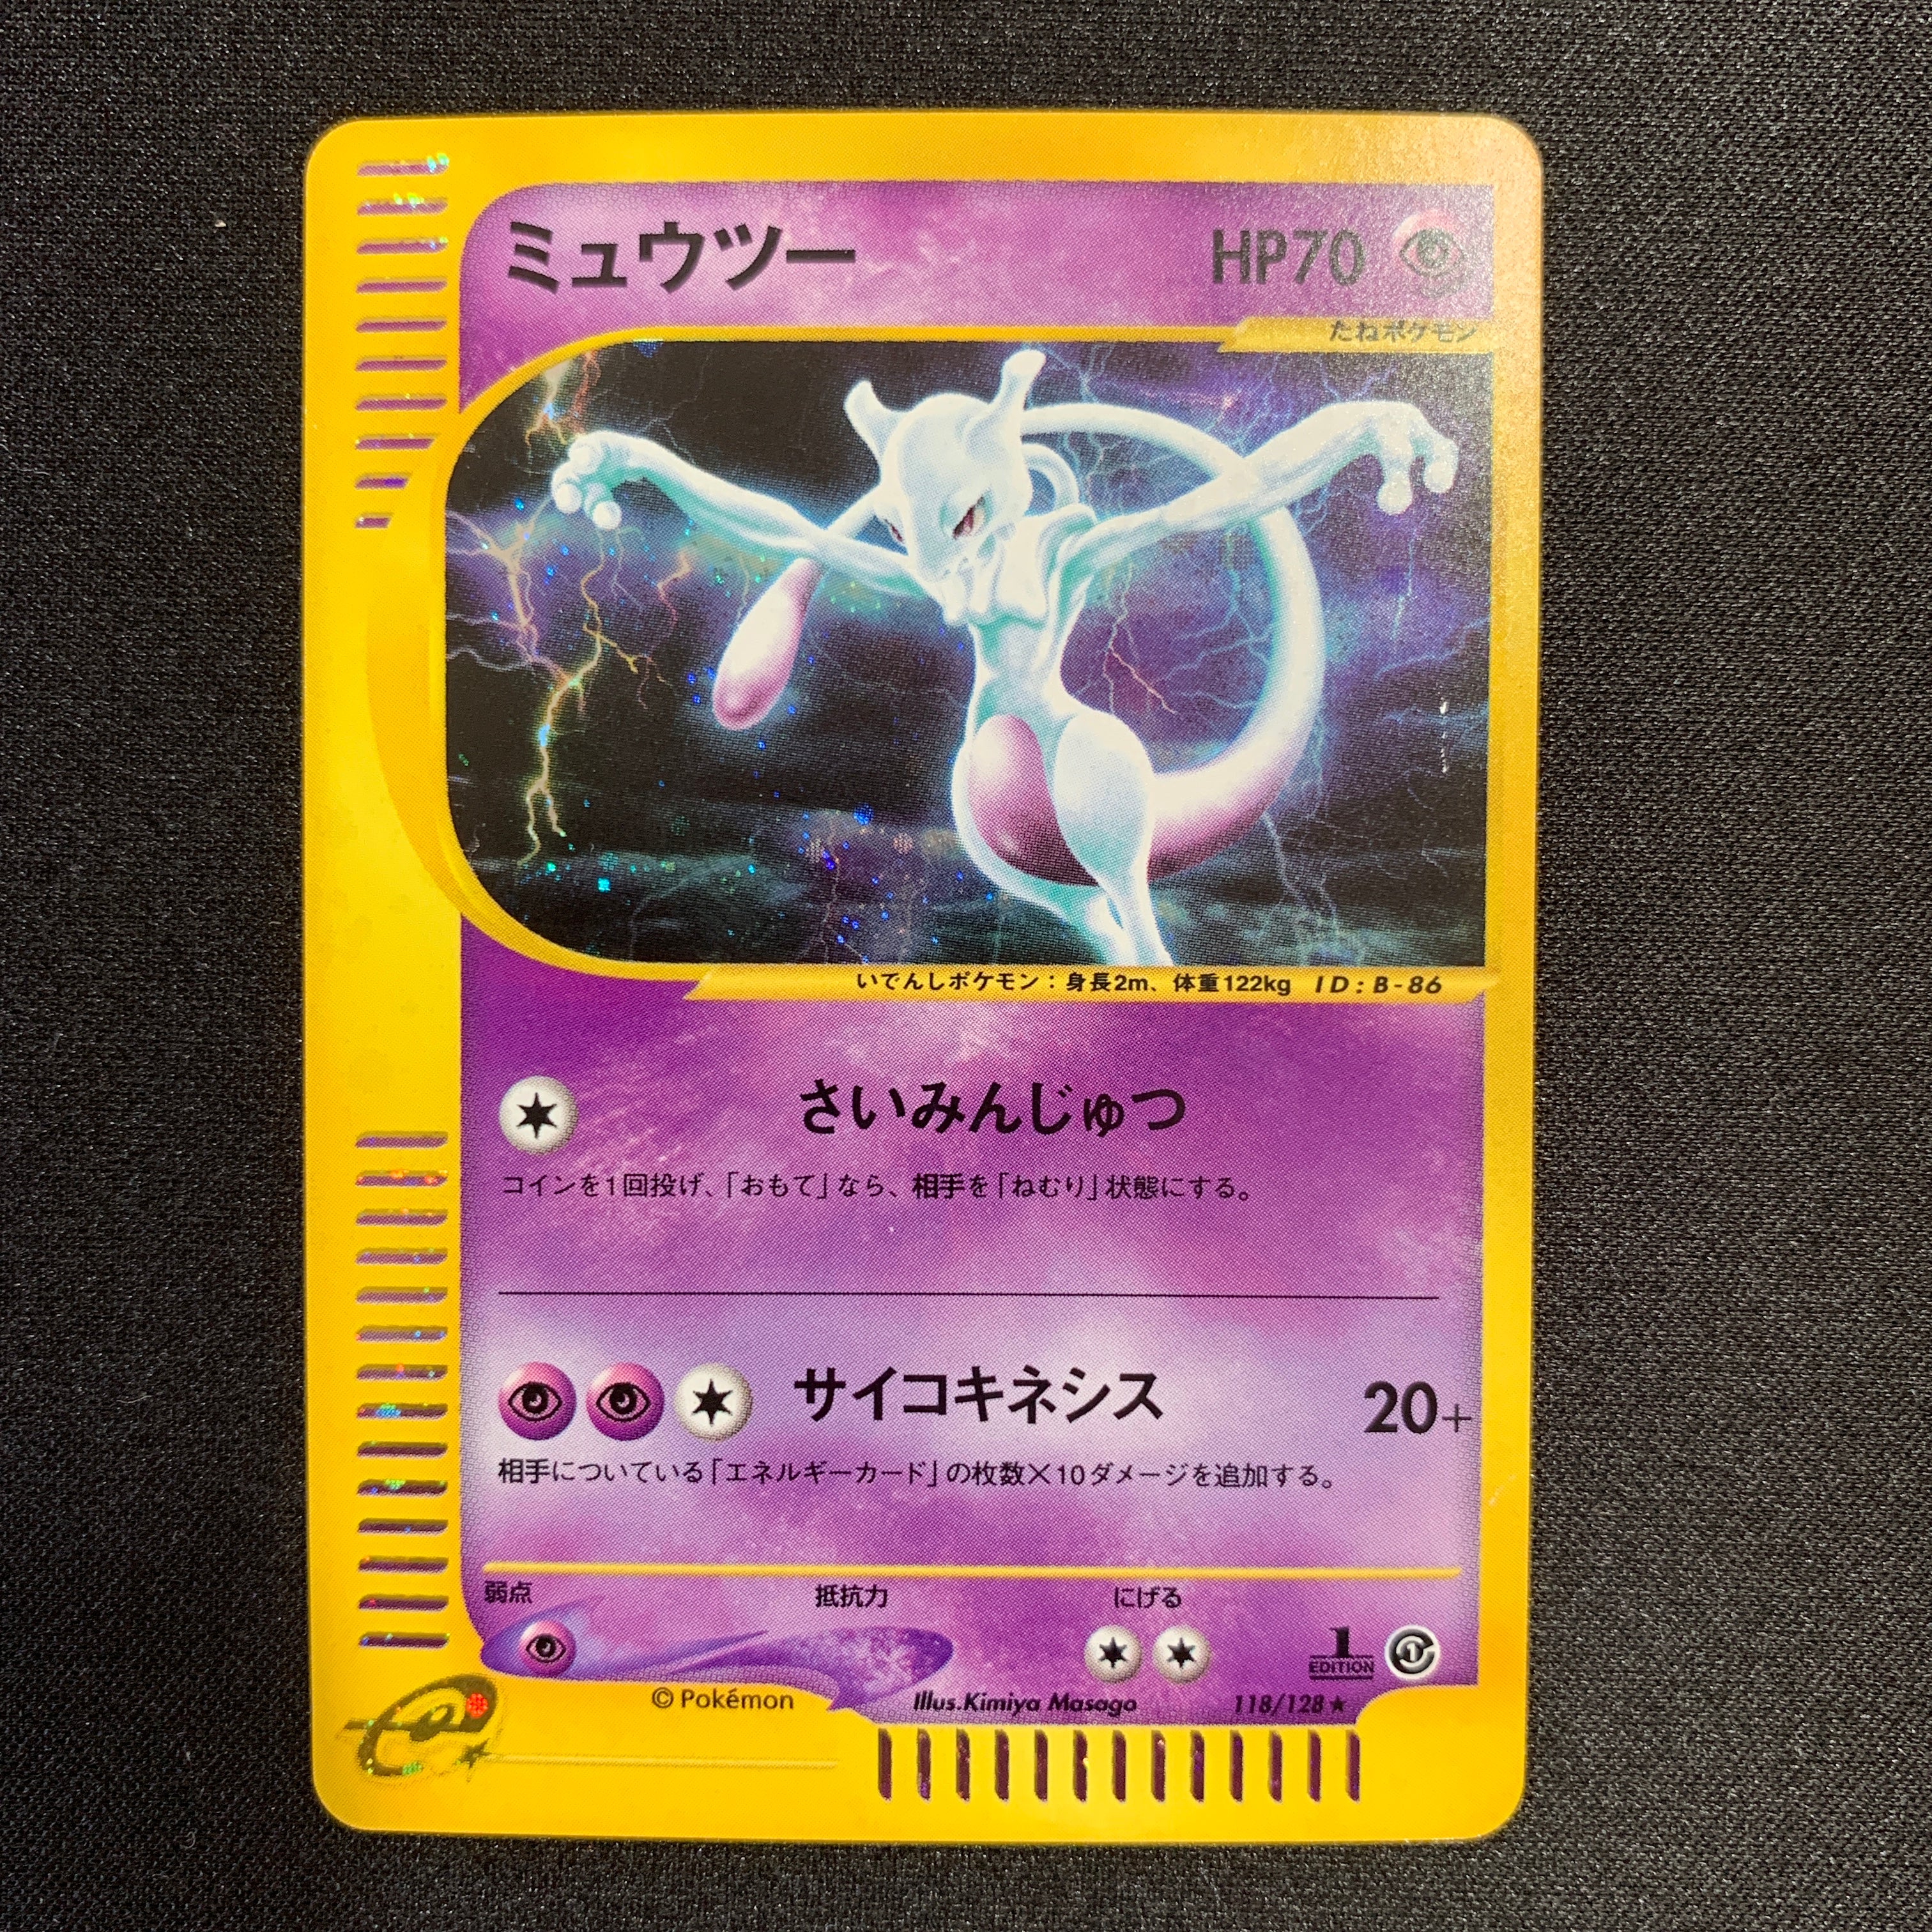 ミュウツー HP70
たねポケモン
いでんしポケモン：身長2m、体重122kg ID：B-86
さいみんじゅつ
コインを1回投げ、「おもて」なら、相手を「ねむり」状態にする。
サイコキネシス 20+
相手についている「エネルギーカード」の枚数×10ダメージを追加する。
弱点 抵抗力 にげる
1 EDITION 1
© Pokémon Illus.Kimiya Masago 118/128★
e